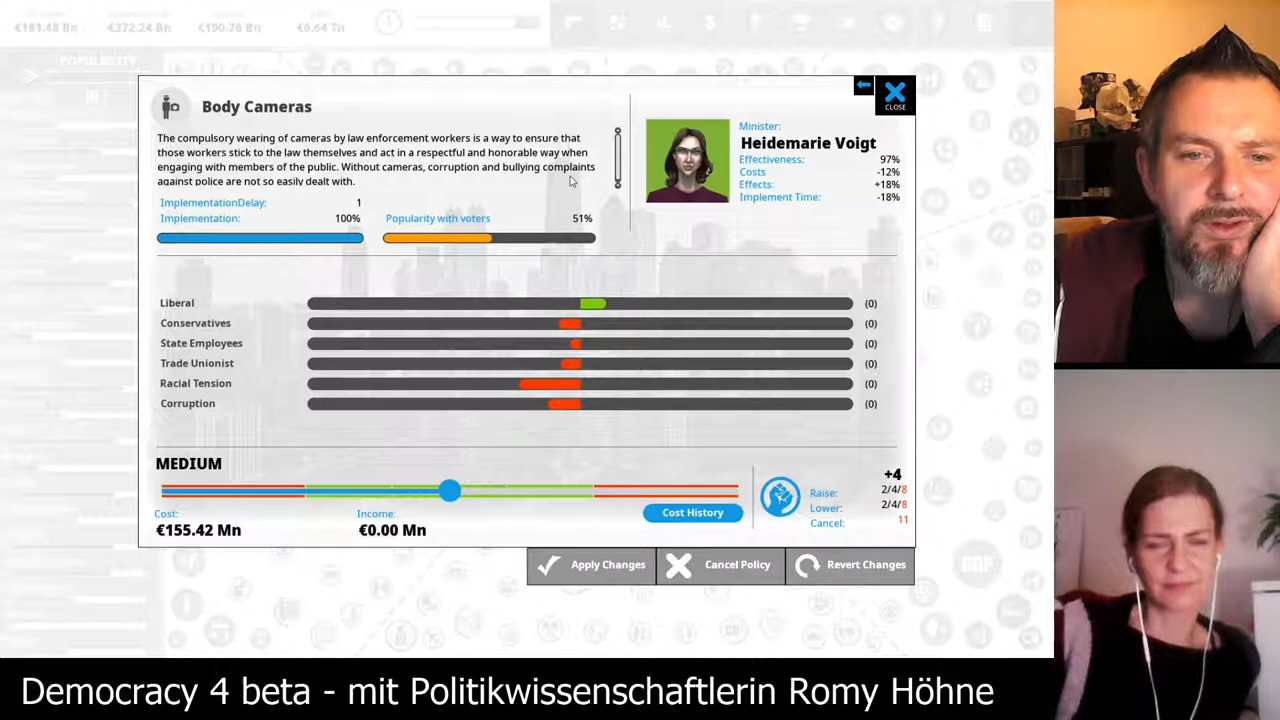 €181.48 Bn €372.24 Bn €190.76 Bn €6.64 Tn
Body Cameras
The compulsory wearing of cameras by law enforcement workers is a way to ensure that
those workers stick to the law themselves and act in a respectful and honorable way when
engaging with members of the public. Without cameras, corruption and bullying complaints
against police are not so easily dealt with.
ImplementationDelay: 1
Implementation: 100%
Popularity with voters 51%
CLOSE
Minister:
Heidemarie Voigt
Effectiveness: 97%
Costs -12%
Effects: +18%
Implement Time: -18%
Liberal (0)
Conservatives (0)
State Employees (0)
Trade Unionist (0)
Racial Tension (0)
Corruption (0)
MEDIUM
Cost: Income:
€155.42 Mn €0.00 Mn
Cost History
+4
Raise: 2/4/8
Lower: 2/4/8
Cancel: 11
Apply Changes Cancel Policy Revert Changes
Democracy 4 beta - mit Politikwissenschaftlerin Romy Höhne